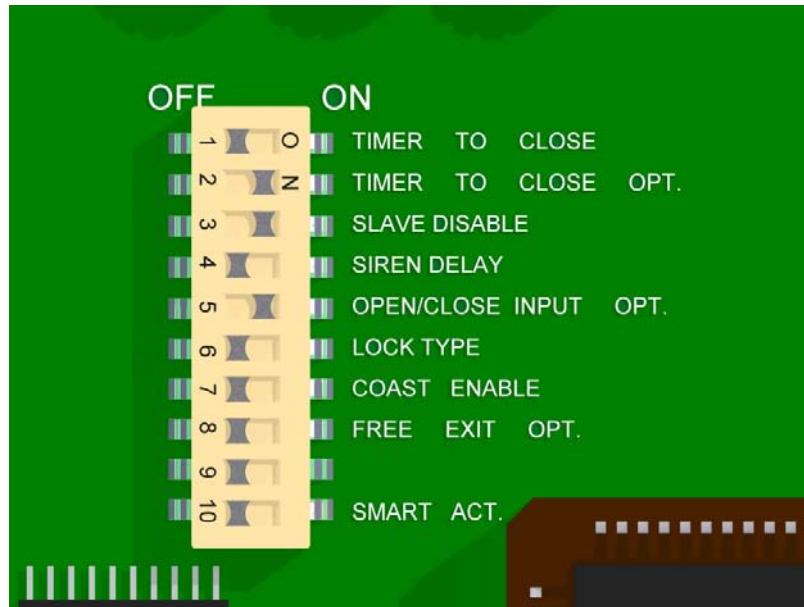 OFF ON
1 O TIMER TO CLOSE
2 N TIMER TO CLOSE OPT.
3 SLAVE DISABLE
4 SIREN DELAY
5 OPEN/CLOSE INPUT OPT.
6 LOCK TYPE
7 COAST ENABLE
8 FREE EXIT OPT.
9
10 SMART ACT.